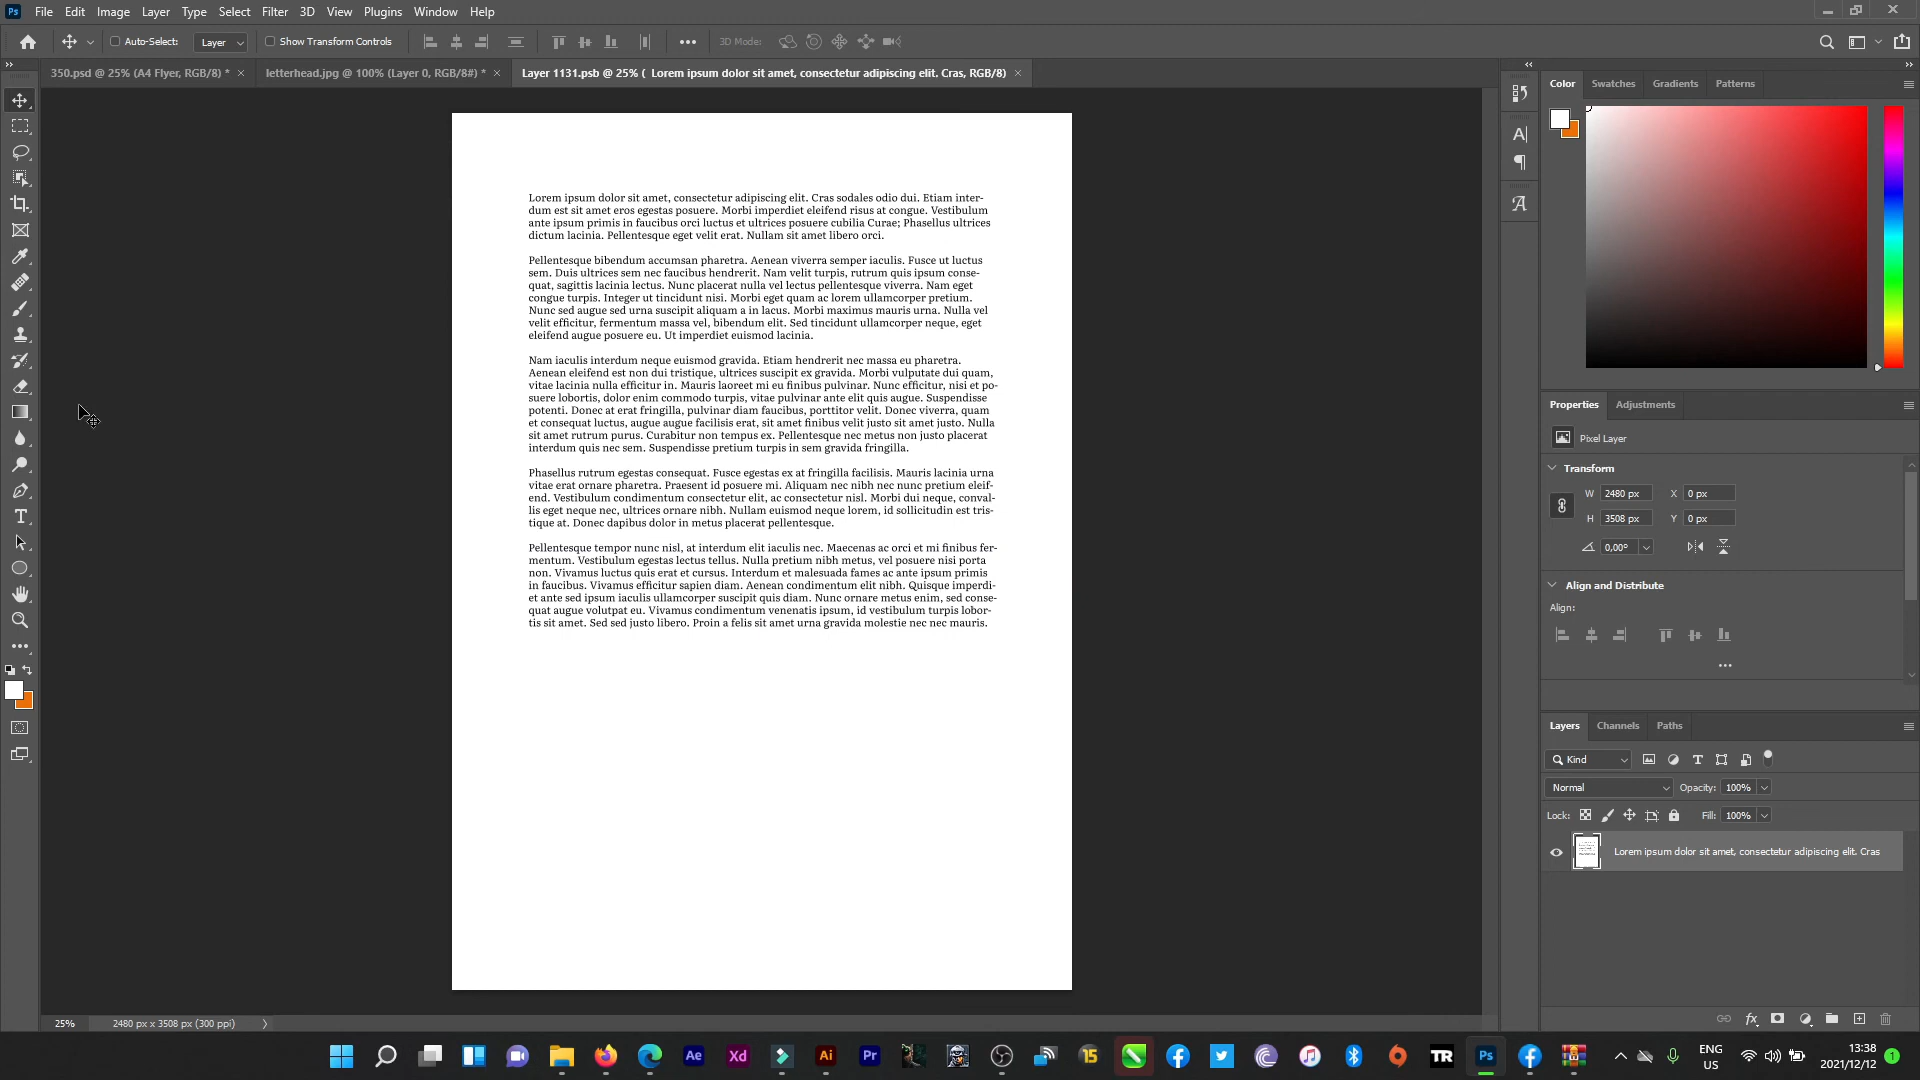 Ps File Edit Image Layer Type Select Filter 3D View Plugins Window Help
Auto-Select: Layer Show Transform Controls 3D Mode:
350.psd @ 25% (A4 Flyer, RGB/8) * × letterhead.jpg @ 100% (Layer 0, RGB/8#) * × Layer 1131.psb @ 25% ( Lorem ipsum dolor sit amet, consectetur adipiscing elit. Cras, RGB/8) ×
Color Swatches Gradients Patterns
Lorem ipsum dolor sit amet, consectetur adipiscing elit. Cras sodales odio dui. Etiam inter-
dum est sit amet eros egestas posuere. Morbi imperdiet eleifend risus at congue. Vestibulum
ante ipsum primis in faucibus orci luctus et ultrices posuere cubilia Curae; Phasellus ultrices
dictum lacinia. Pellentesque eget velit erat. Nullam sit amet libero orci.
Pellentesque bibendum accumsan pharetra. Aenean viverra semper iaculis. Fusce ut luctus
sem. Duis ultrices sem nec faucibus hendrerit. Nam velit turpis, rutrum quis ipsum conse-
quat, sagittis lacinia lectus. Nunc placerat nulla vel lectus pellentesque viverra. Nam eget
congue turpis. Integer ut tincidunt nisi. Morbi eget quam ac lorem ullamcorper pretium.
Nunc sed augue sed urna suscipit aliquam a in lacus. Morbi maximus mauris urna. Nulla vel
velit efficitur, fermentum massa vel, bibendum elit. Sed tincidunt ullamcorper neque, eget
eleifend augue posuere eu. Ut imperdiet euismod lacinia.
Nam iaculis interdum neque euismod gravida. Etiam hendrerit nec massa eu pharetra.
Aenean eleifend est non dui tristique, ultrices suscipit ex gravida. Morbi vulputate dui quam,
vitae lacinia nulla efficitur in. Mauris laoreet mi eu finibus pulvinar. Nunc efficitur, nisi et po-
suere lobortis, dolor enim commodo turpis, vitae pulvinar ante elit quis augue. Suspendisse
potenti. Donec at erat fringilla, pulvinar diam faucibus, porttitor velit. Donec viverra, quam
et consequat luctus, augue augue facilisis erat, sit amet finibus velit justo sit amet justo. Nulla
sit amet rutrum purus. Curabitur non tempus ex. Pellentesque nec metus non justo placerat
interdum quis nec sem. Suspendisse pretium turpis in sem gravida fringilla.
Phasellus rutrum egestas consequat. Fusce egestas ex at fringilla facilisis. Mauris lacinia urna
vitae erat ornare pharetra. Praesent id posuere mi. Aliquam nec nibh nec nunc pretium eleif-
end. Vestibulum condimentum consectetur elit, ac consectetur nisl. Morbi dui neque, conval-
lis eget neque nec, ultrices ornare nibh. Nullam euismod neque lorem, id sollicitudin est tris-
tique at. Donec dapibus dolor in metus placerat pellentesque.
Pellentesque tempor nunc nisl, at interdum elit iaculis nec. Maecenas ac orci et mi finibus fer-
mentum. Vestibulum egestas lectus tellus. Nulla pretium nibh metus, vel posuere nisi porta
non. Vivamus luctus quis erat et cursus. Interdum et malesuada fames ac ante ipsum primis
in faucibus. Vivamus efficitur sapien diam. Aenean condimentum elit nibh. Quisque imperdi-
et ante sed ipsum iaculis ullamcorper suscipit quis diam. Nunc ornare metus enim, sed conse-
quat augue volutpat eu. Vivamus condimentum venenatis ipsum, id vestibulum turpis lobor-
tis sit amet. Sed sed justo libero. Proin a felis sit amet urna gravida molestie nec nec mauris.
Properties Adjustments
Pixel Layer
Transform
W 2480 px X 0 px
H 3508 px Y 0 px
0,00°
Align and Distribute
Align:
Layers Channels Paths
Kind
Normal Opacity: 100%
Lock: Fill: 100%
Lorem ipsum dolor sit amet, consectetur adipiscing elit. Cras
25% 2480 px x 3508 px (300 ppi)
Ae Xd Ai Pr 15 TR Ps
ENG
US
13:38
2021/12/12
1